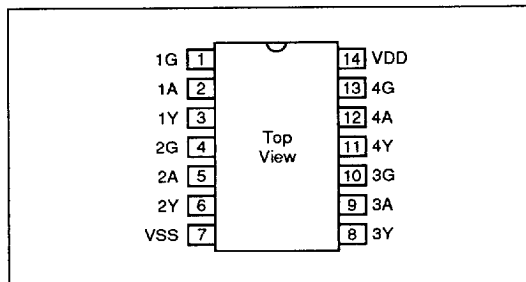 1G 1 14 VDD
1A 2 13 4G
1Y 3 12 4A
2G 4 11 4Y
2A 5 10 3G
2Y 6 9 3A
VSS 7 8 3Y
Top
View